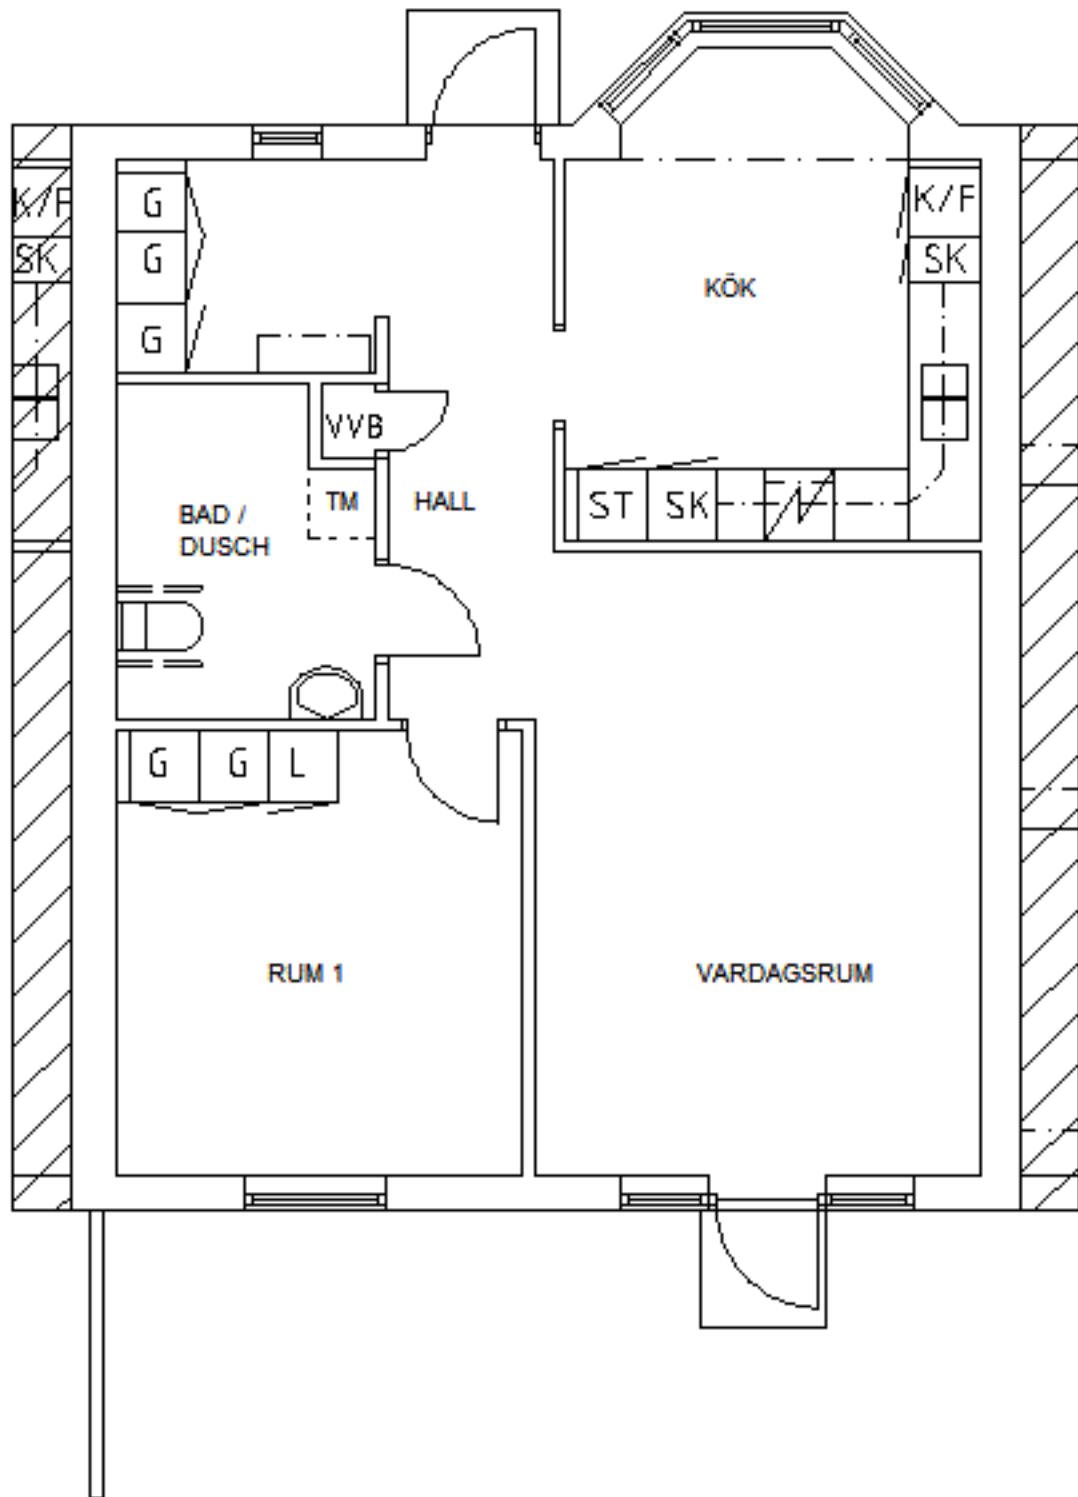 K/F
SK
G
G
G
KÖK
K/F
SK
VVB
TM
HALL
ST
SK
BAD /
DUSCH
G
G
L
RUM 1
VARDAGSRUM